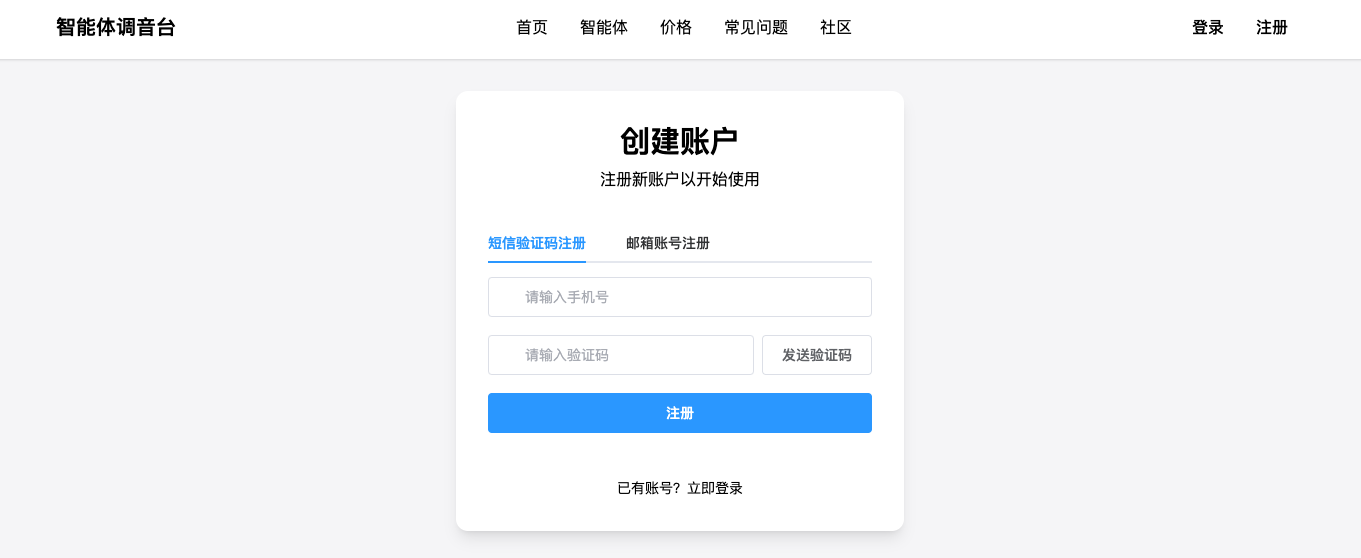 智能体调音台 首页 智能体 价格 常见问题 社区 登录 注册
创建账户
注册新账户以开始使用
短信验证码注册 邮箱账号注册
请输入手机号
请输入验证码 发送验证码
注册
已有账号？立即登录